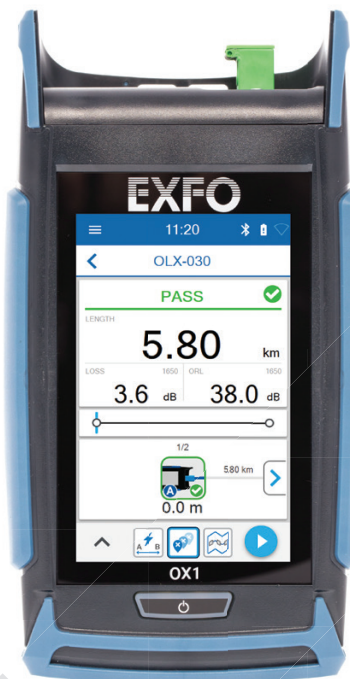 EXFO
11:20
OLX-030
PASS
LENGTH
5.80 km
LOSS 1650 ORL 1650
3.6 dB 38.0 dB
1/2
5.80 km
A
0.0 m
A B
OX1